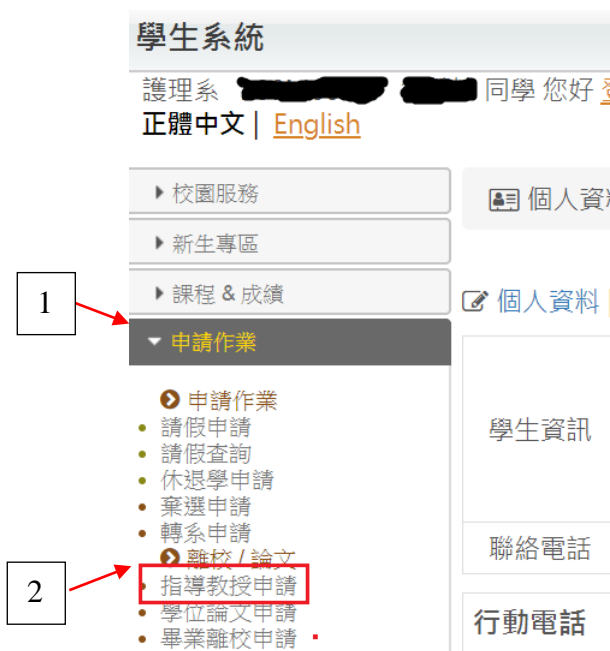 學生系統
護理系 同學 您好
正體中文 | English
校園服務
個人資料
新生專區
1
課程 & 成績
個人資料
申請作業
申請作業
請假申請
學生資訊
請假查詢
休退學申請
棄選申請
轉系申請
離校 / 論文
聯絡電話
2
指導教授申請
學位論文申請
行動電話
畢業離校申請